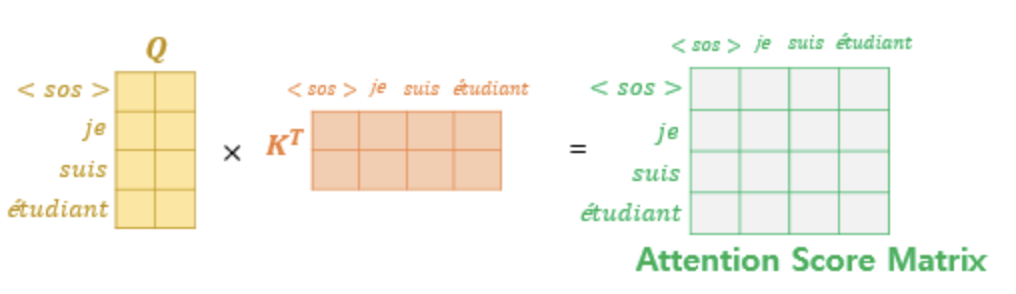 Q
< sos >
je
suis
étudiant
×
K^T
< sos > je suis étudiant
=
< sos > je suis étudiant
< sos >
je
suis
étudiant
Attention Score Matrix